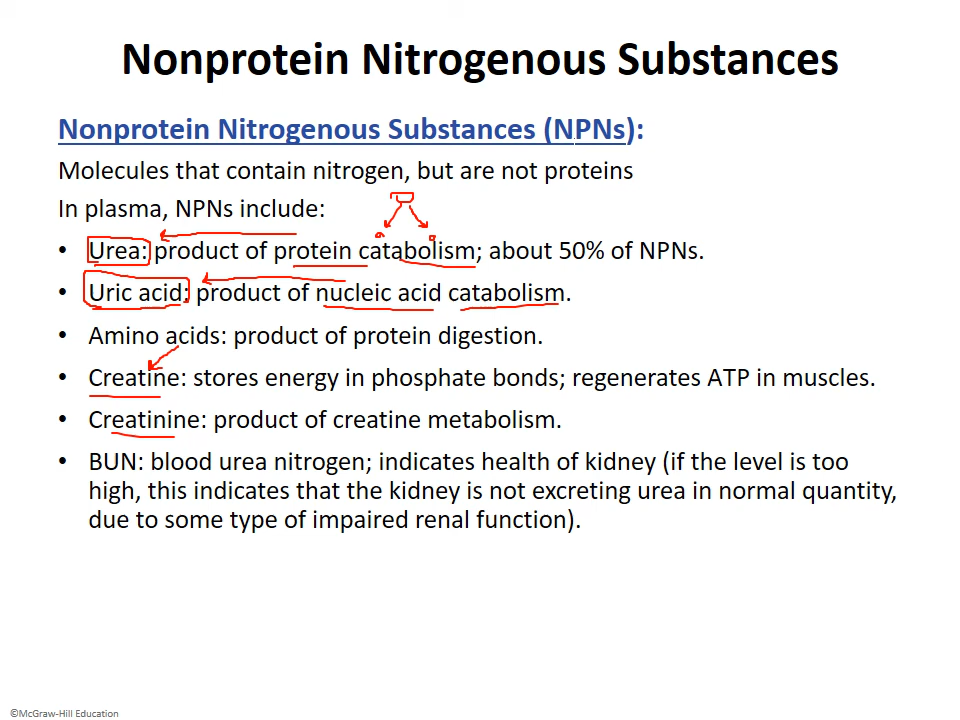 Nonprotein Nitrogenous Substances
Nonprotein Nitrogenous Substances (NPNs):
Molecules that contain nitrogen, but are not proteins
In plasma, NPNs include:
• Urea: product of protein catabolism; about 50% of NPNs.
• Uric acid: product of nucleic acid catabolism.
• Amino acids: product of protein digestion.
• Creatine: stores energy in phosphate bonds; regenerates ATP in muscles.
• Creatinine: product of creatine metabolism.
• BUN: blood urea nitrogen; indicates health of kidney (if the level is too
high, this indicates that the kidney is not excreting urea in normal quantity,
due to some type of impaired renal function).
©McGraw-Hill Education